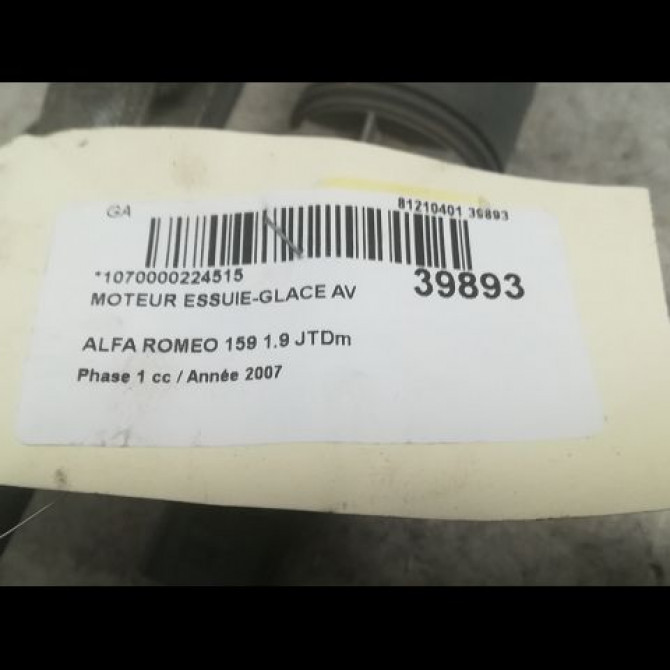 GA
81210401 39893
*1070000224515
39893
MOTEUR ESSUIE-GLACE AV
ALFA ROMEO 159 1.9 JTDm
Phase 1 cc / Année 2007